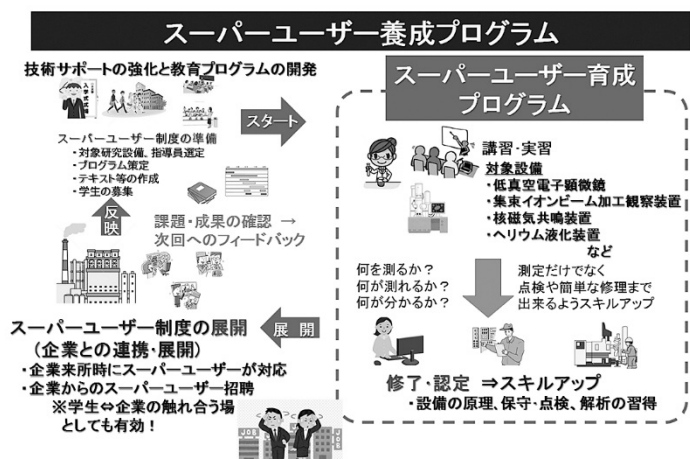 スーパーユーザー養成プログラム
技術サポートの強化と教育プログラムの開発
入学式会場
スーパーユーザー制度の準備
・対象研究設備、指導員選定
・プログラム策定
・テキスト等の作成
・学生の募集
スタート
反映
課題・成果の確認 →
次回へのフィードバック
スーパーユーザー制度の展開
(企業との連携・展開)
・企業来所時にスーパーユーザーが対応
・企業からのスーパーユーザー招聘
※学生⇔企業の触れ合う場
としても有効!
展 開
JOB
JOB
スーパーユーザー育成
プログラム
講習・実習
対象設備
・低真空電子顕微鏡
・集束イオンビーム加工観察装置
・核磁気共鳴装置
・ヘリウム液化装置
など
何を測るか?
何が測れるか?
何が分かるか?
測定だけでなく
点検や簡単な修理まで
出来るようスキルアップ
修了・認定 ⇒スキルアップ
・設備の原理、保守・点検、解析の習得